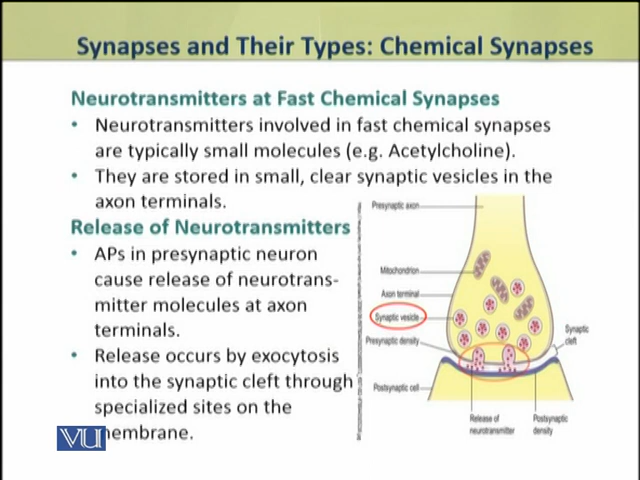 Synapses and Their Types: Chemical Synapses
Neurotransmitters at Fast Chemical Synapses
• Neurotransmitters involved in fast chemical synapses
are typically small molecules (e.g. Acetylcholine).
• They are stored in small, clear synaptic vesicles in the
axon terminals.
Release of Neurotransmitters
• APs in presynaptic neuron
cause release of neurotrans-
mitter molecules at axon
terminals.
• Release occurs by exocytosis
into the synaptic cleft through
specialized sites on the
membrane.
VU
Presynaptic axon
Mitochondrion
Axon terminal
Synaptic vesicle
Presynaptic density
Postsynaptic cell
Synaptic
cleft
Release of
neurotransmitter
Postsynaptic
density